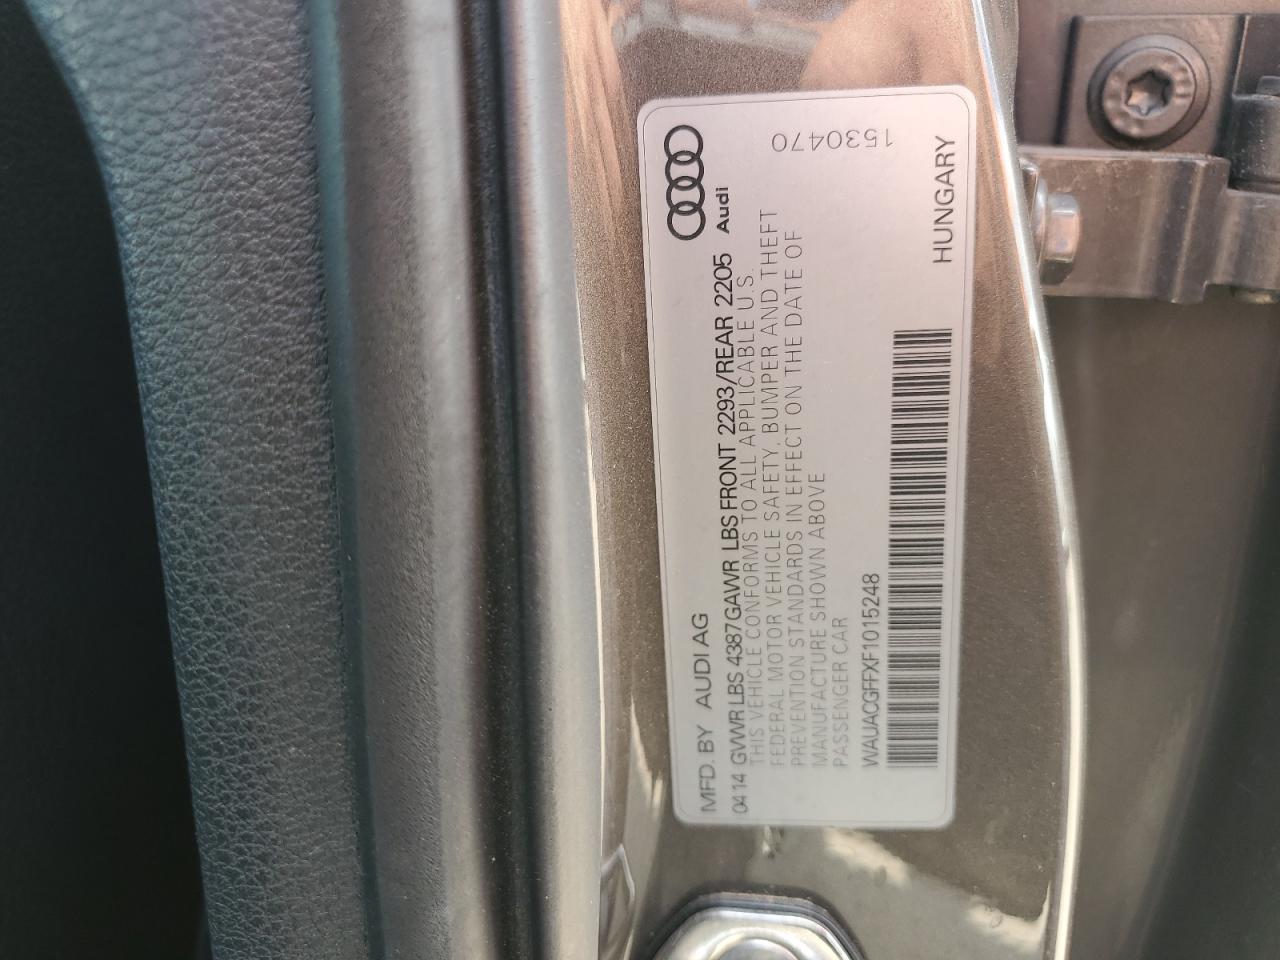 Audi
MFD. BY AUDI AG
0414 GVWR LBS 4387 GAWR LBS FRONT 2293/REAR 2205
THIS VEHICLE CONFORMS TO ALL APPLICABLE U.S.
FEDERAL MOTOR VEHICLE SAFETY, BUMPER AND THEFT
PREVENTION STANDARDS IN EFFECT ON THE DATE OF
MANUFACTURE SHOWN ABOVE
PASSENGER CAR
WAUACGFFXF1015248
HUNGARY
1530470